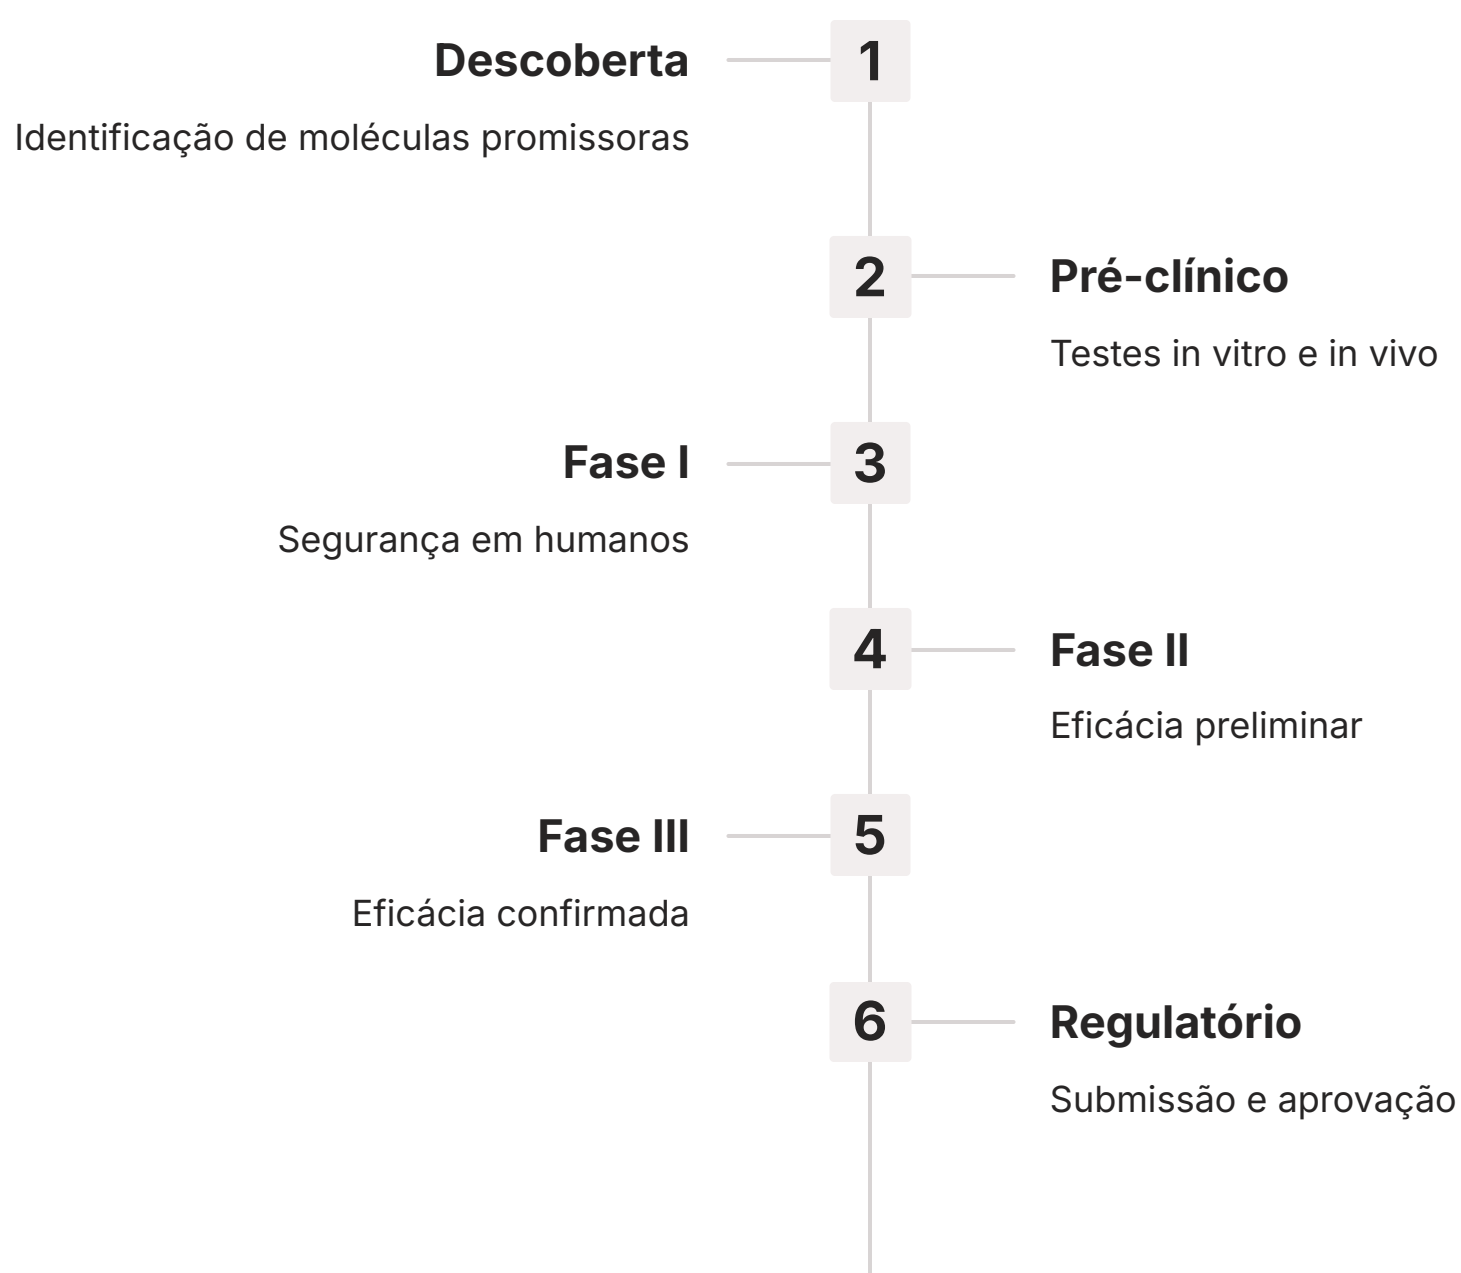 Descoberta
1
Identificação de moléculas promissoras
2
Pré-clínico
Testes in vitro e in vivo
Fase I
3
Segurança em humanos
4
Fase II
Eficácia preliminar
Fase III
5
Eficácia confirmada
6
Regulatório
Submissão e aprovação